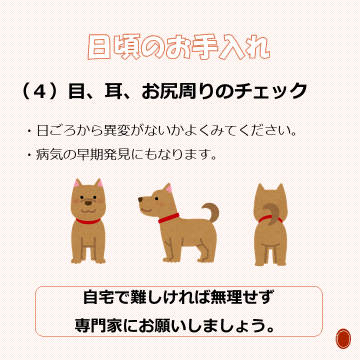 日頃のお手入れ
（４）目、耳、お尻周りのチェック
・日ごろから異変がないかよくみてください。
・病気の早期発見にもなります。
自宅で難しければ無理せず
専門家にお願いしましょう。